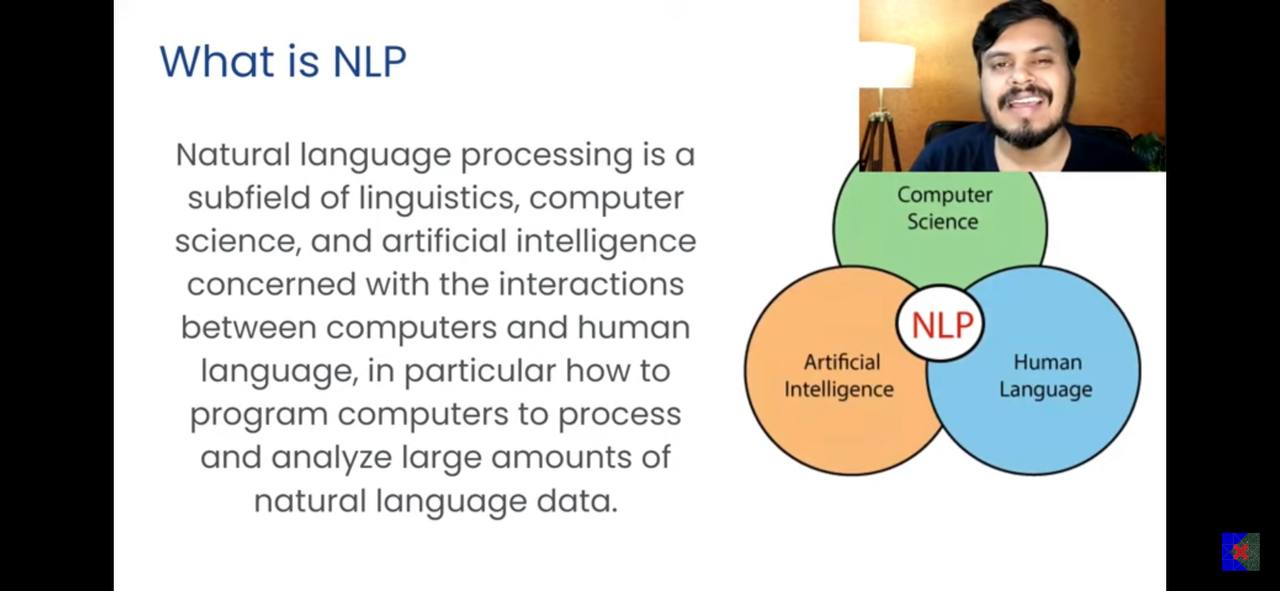 What is NLP
Natural language processing is a
subfield of linguistics, computer
science, and artificial intelligence
concerned with the interactions
between computers and human
language, in particular how to
program computers to process
and analyze large amounts of
natural language data.
Computer
Science
NLP
Artificial
Intelligence
Human
Language